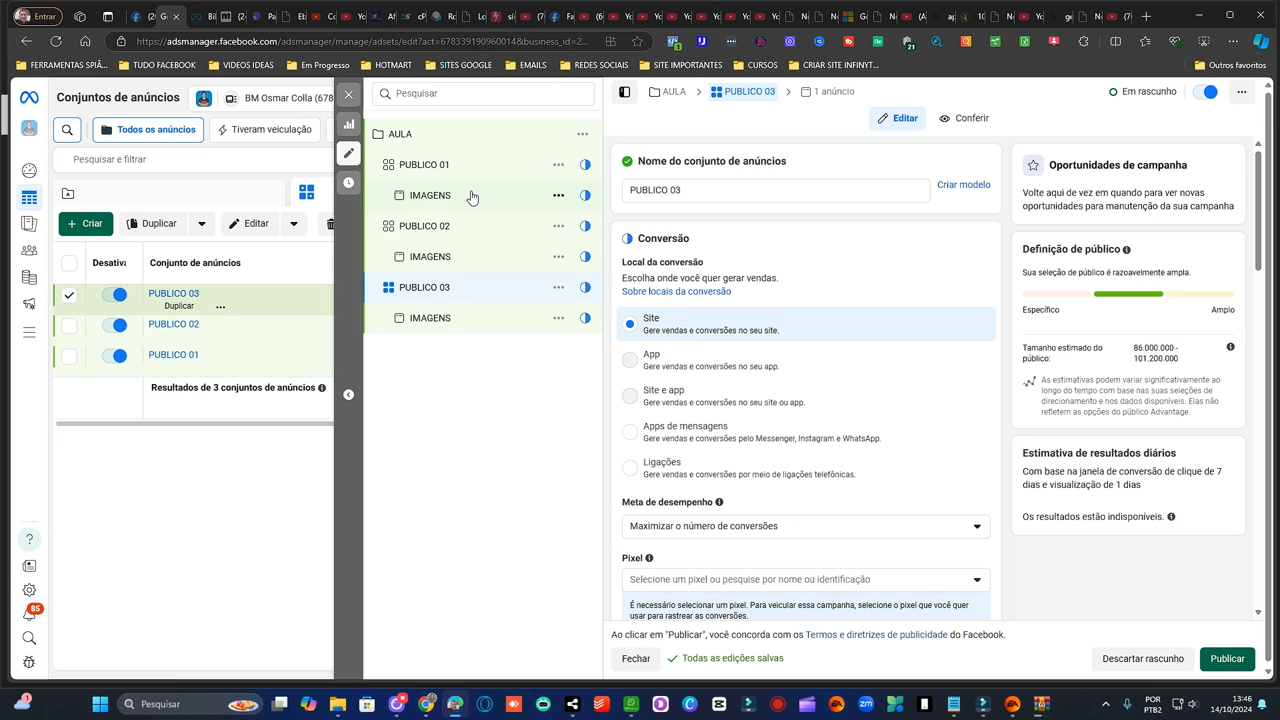 Entrar
https://adsmanager.facebook.com/adsmanager/manage/adsets/edit?act=678339190960014&business_id=2...
FERRAMENTAS SPIÃ...
TUDO FACEBOOK
VIDEOS IDEAS
Em Progresso
HOTMART
SITES GOOGLE
EMAILS
REDES SOCIAIS
SITE IMPORTANTES
CURSOS
CRIAR SITE INFINYT...
Outros favoritos
Conjuntos de anúncios
BM Osmar Colla (678
Todos os anúncios
Tiveram veiculação
Pesquisar e filtrar
Criar
Duplicar
Editar
Desativa
Conjunto de anúncios
PUBLICO 03
Duplicar
...
PUBLICO 02
PUBLICO 01
Resultados de 3 conjuntos de anúncios
85
Pesquisar
AULA
PUBLICO 01
IMAGENS
PUBLICO 02
IMAGENS
PUBLICO 03
IMAGENS
AULA
PUBLICO 03
1 anúncio
Em rascunho
Editar
Conferir
Nome do conjunto de anúncios
PUBLICO 03
Criar modelo
Conversão
Local da conversão
Escolha onde você quer gerar vendas.
Sobre locais da conversão
Site
Gere vendas e conversões no seu site.
App
Gere vendas e conversões no seu app.
Site e app
Gere vendas e conversões no seu site ou app.
Apps de mensagens
Gere vendas e conversões pelo Messenger, Instagram e WhatsApp.
Ligações
Gere vendas e conversões por meio de ligações telefônicas.
Meta de desempenho
Maximizar o número de conversões
Pixel
Selecione um pixel ou pesquise por nome ou identificação
É necessário selecionar um pixel. Para veicular essa campanha, selecione o pixel que você quer
usar para rastrear as conversões.
Oportunidades de campanha
Volte aqui de vez em quando para ver novas
oportunidades para manutenção da sua campanha
Definição de público
Sua seleção de público é razoavelmente ampla.
Específico
Amplo
Tamanho estimado do
público:
86.000.000 -
101.200.000
As estimativas podem variar significativamente ao
longo do tempo com base nas suas seleções de
direcionamento e nos dados disponíveis. Elas não
refletem as opções do público Advantage.
Estimativa de resultados diários
Com base na janela de conversão de clique de 7
dias e visualização de 1 dias
Os resultados estão indisponíveis.
Ao clicar em "Publicar", você concorda com os Termos e diretrizes de publicidade do Facebook.
Fechar
Todas as edições salvas
Descartar rascunho
Publicar
Pesquisar
POR
PTB2
13:46
14/10/2024